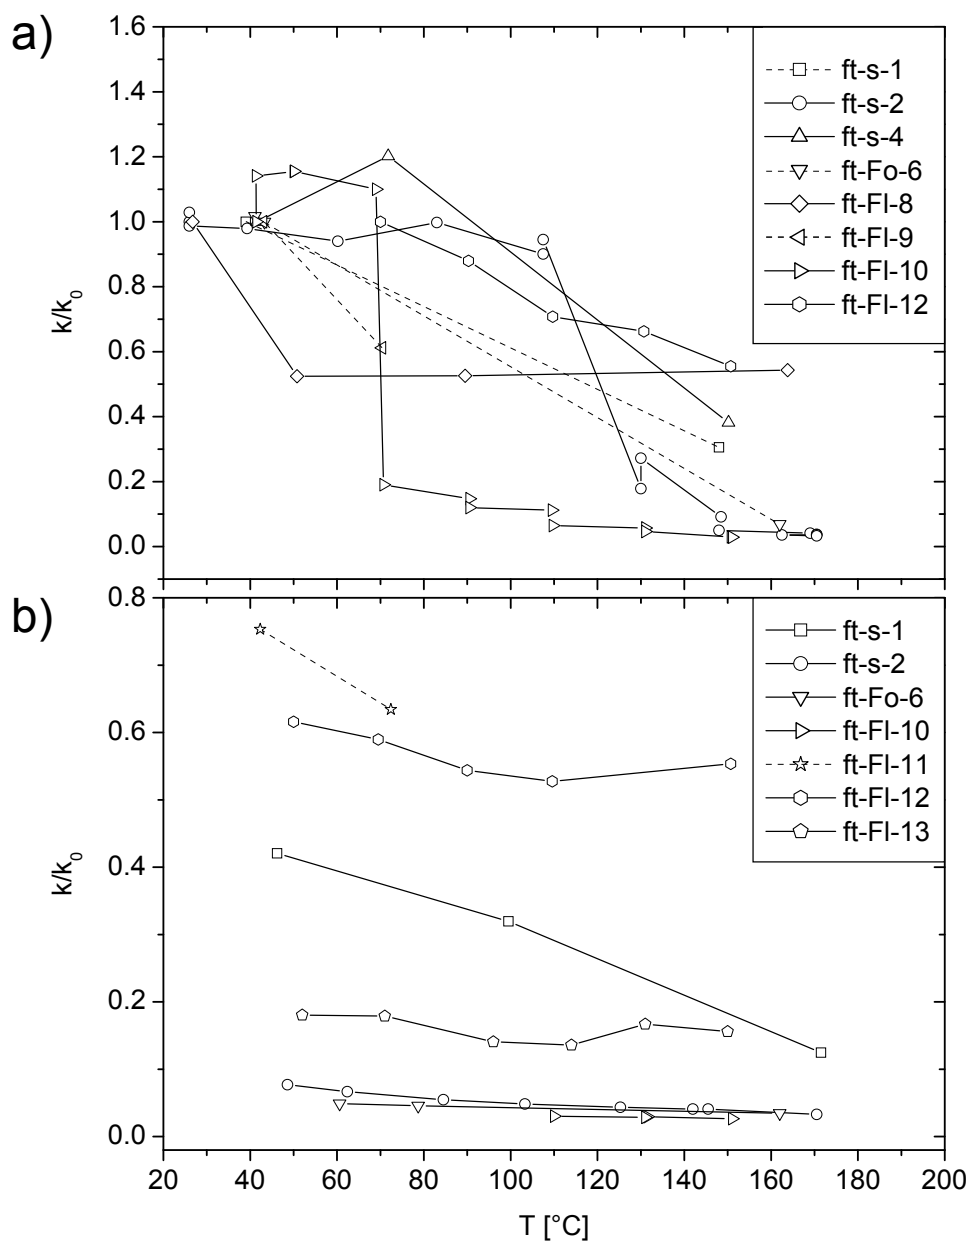 a)
1.6
1.4
1.2
1.0
0.8
0.6
0.4
0.2
0.0
k/k0
ft-s-1
ft-s-2
ft-s-4
ft-Fo-6
ft-Fl-8
ft-Fl-9
ft-Fl-10
ft-Fl-12
b)
0.8
0.6
0.4
0.2
0.0
k/k0
ft-s-1
ft-s-2
ft-Fo-6
ft-Fl-10
ft-Fl-11
ft-Fl-12
ft-Fl-13
20 40 60 80 100 120 140 160 180 200
T [°C]